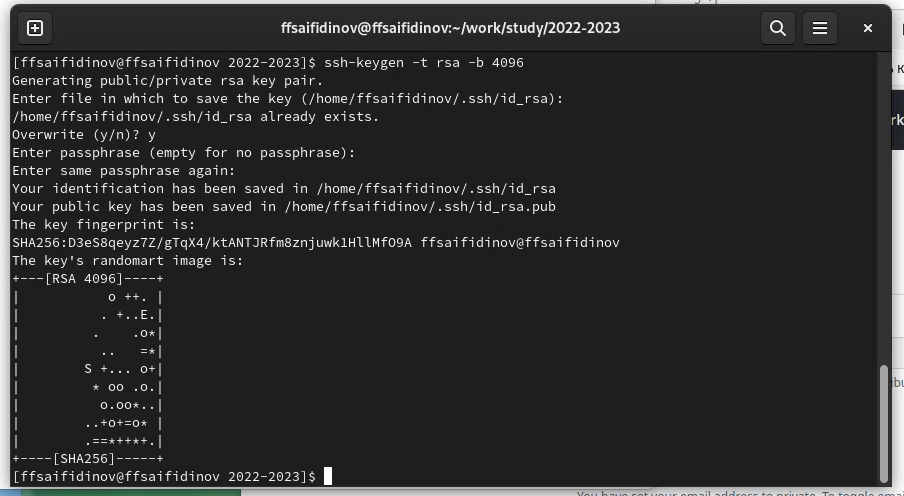 ffsaifidinov@ffsaifidinov:~/work/study/2022-2023
[ffsaifidinov@ffsaifidinov 2022-2023]$ ssh-keygen -t rsa -b 4096
Generating public/private rsa key pair.
Enter file in which to save the key (/home/ffsaifidinov/.ssh/id_rsa):
/home/ffsaifidinov/.ssh/id_rsa already exists.
Overwrite (y/n)? y
Enter passphrase (empty for no passphrase):
Enter same passphrase again:
Your identification has been saved in /home/ffsaifidinov/.ssh/id_rsa
Your public key has been saved in /home/ffsaifidinov/.ssh/id_rsa.pub
The key fingerprint is:
SHA256:D3eS8qeyz7Z/gTqX4/ktANTJRfm8znjuwk1HllMfO9A ffsaifidinov@ffsaifidinov
The key's randomart image is:
+---[RSA 4096]----+
|           o ++. |
|          . +..E.|
|         .    .o*|
|          ..   =*|
|        S +... o+|
|         * oo .o.|
|          o.oo*..|
|        ..+o+=o* |
|        .==*++*+.|
+----[SHA256]-----+
[ffsaifidinov@ffsaifidinov 2022-2023]$
You have set your email address to private. To toggle emai